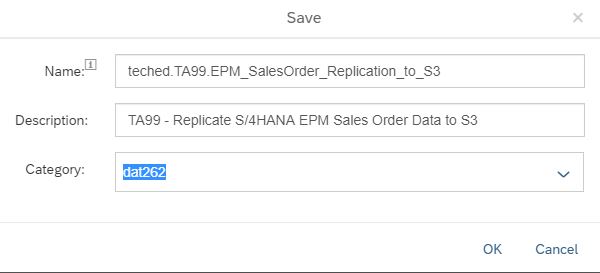 Save
Name: teched.TA99.EPM_SalesOrder_Replication_to_S3
Description: TA99 - Replicate S/4HANA EPM Sales Order Data to S3
Category: dat262
OK Cancel